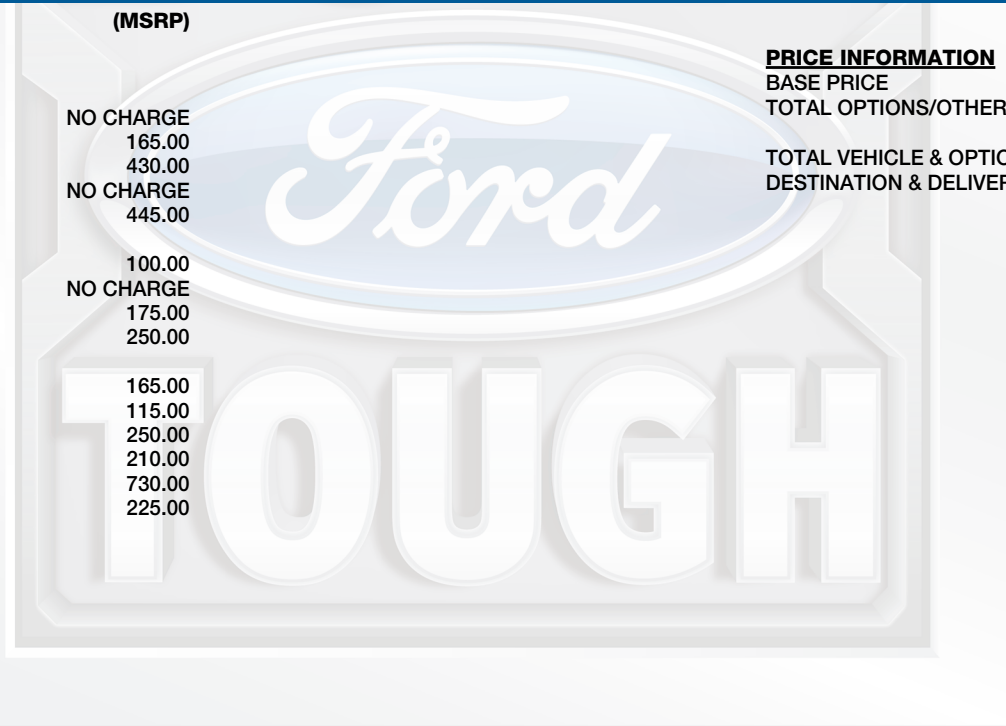 (MSRP)
NO CHARGE
165.00
430.00
NO CHARGE
445.00
100.00
NO CHARGE
175.00
250.00
165.00
115.00
250.00
210.00
730.00
225.00
PRICE INFORMATION
BASE PRICE
TOTAL OPTIONS/OTHER
TOTAL VEHICLE & OPTIO
DESTINATION & DELIVER
Ford
TOUGH